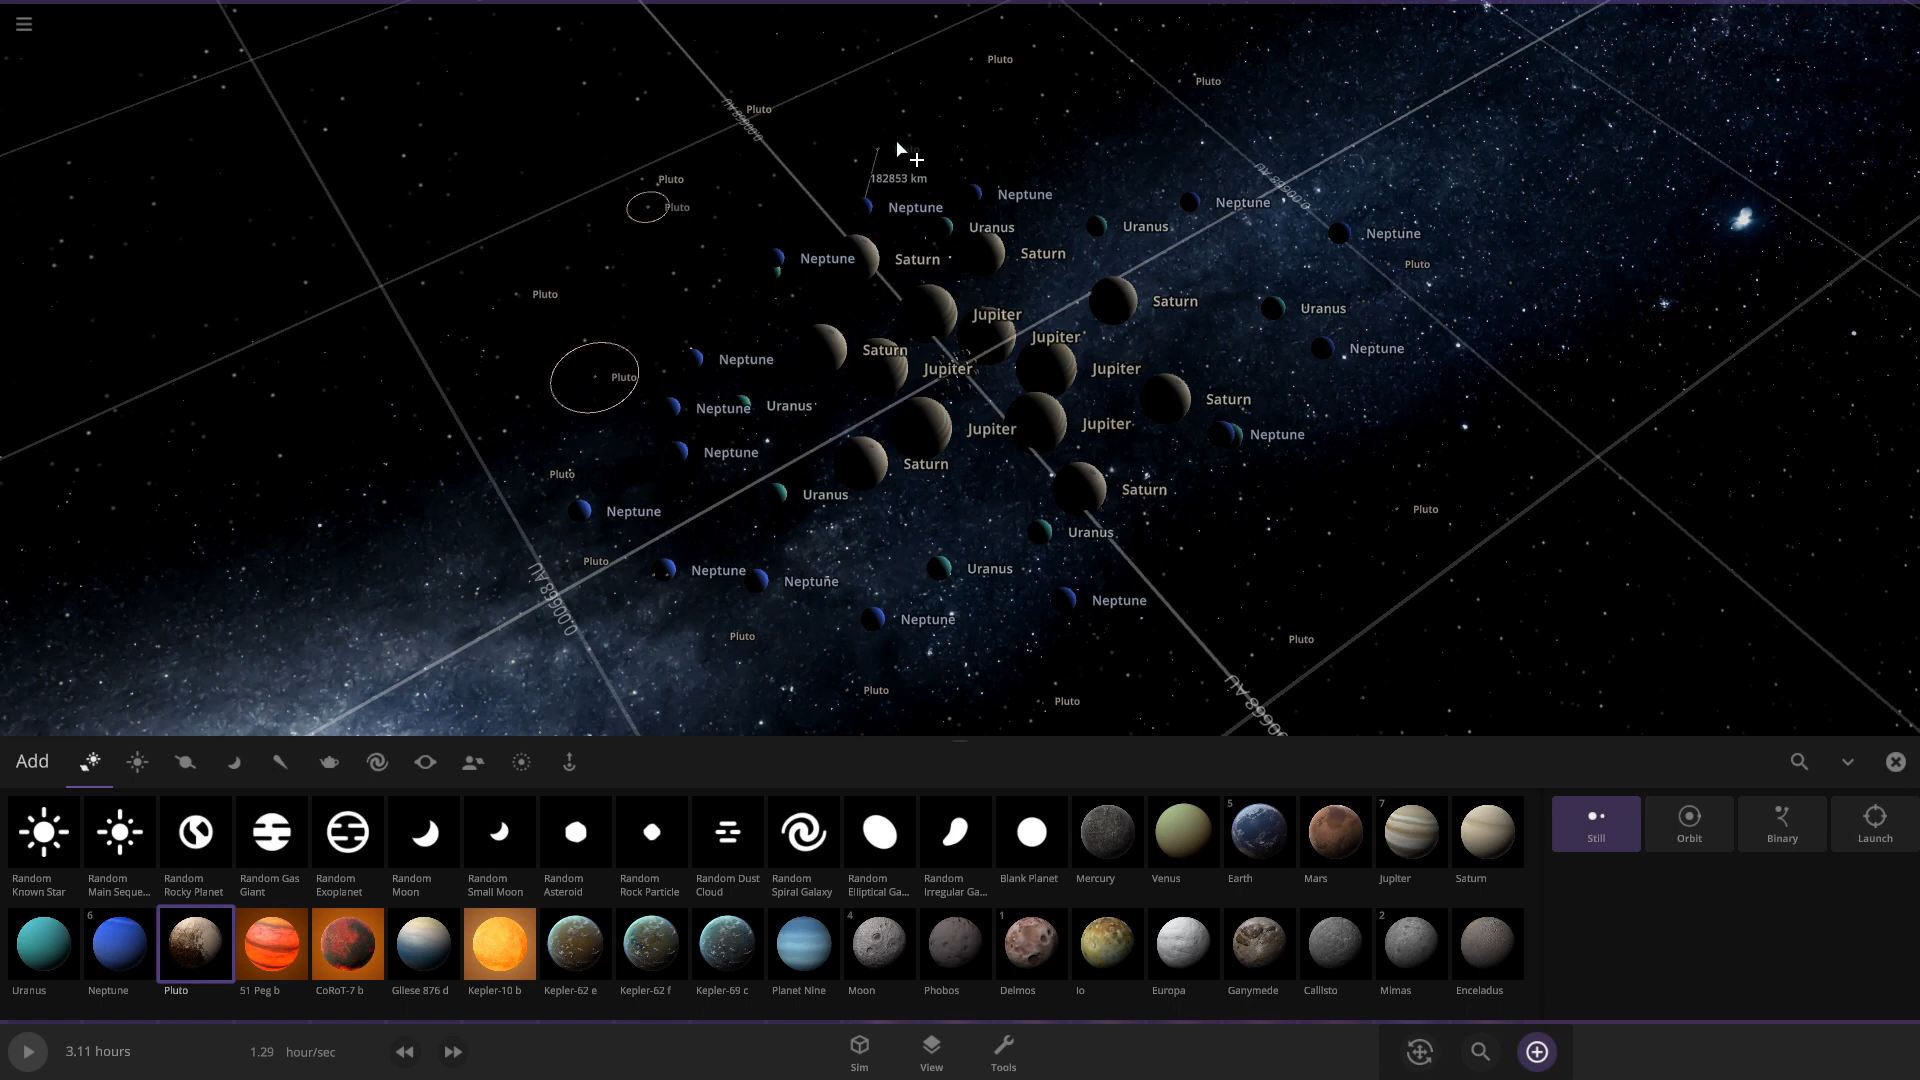 Pluto
Pluto
Pluto
182853 km
Pluto
Pluto
Neptune
Neptune
Neptune
Uranus
Uranus
Neptune
Neptune
Saturn
Saturn
Pluto
Pluto
Saturn
Uranus
Jupiter
Jupiter
Neptune
Saturn
Neptune
Jupiter
Jupiter
Pluto
Saturn
Neptune
Uranus
Jupiter
Jupiter
Neptune
Neptune
Saturn
Pluto
Saturn
Uranus
Neptune
Pluto
Uranus
Pluto
Neptune
Uranus
Neptune
Neptune
Neptune
Pluto
Pluto
Pluto
Pluto
Add
Random Known Star
Random Main Seque...
Random Rocky Planet
Random Gas Giant
Random Exoplanet
Random Moon
Random Small Moon
Random Asteroid
Random Rock Particle
Random Dust Cloud
Random Spiral Galaxy
Random Elliptical Ga...
Random Irregular Ga...
Blank Planet
Mercury
Venus
5
Earth
Mars
7
Jupiter
Saturn
Still
Orbit
Binary
Launch
Uranus
6
Neptune
Pluto
51 Peg b
CoRoT-7 b
Gliese 876 d
Kepler-10 b
Kepler-62 e
Kepler-62 f
Kepler-69 c
Planet Nine
4
Moon
Phobos
1
Deimos
Io
Europa
Ganymede
Callisto
2
Mimas
Enceladus
3.11 hours
1.29 hour/sec
Sim
View
Tools